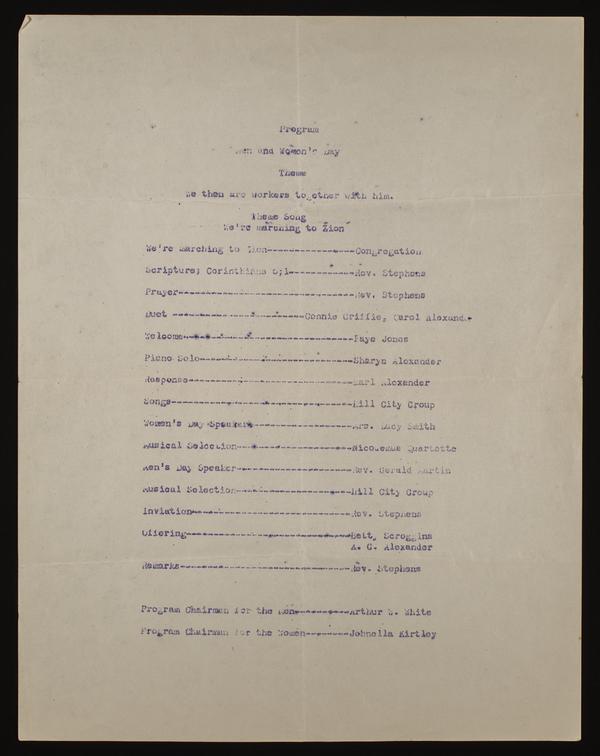 Program
Men and Women's Day
Theme
We then are workers together with him.
Theme Song
We're marching to Zion"
We're marching to Zion----------------Congregation
Scripture; Corinthians 6;1------------Rev. Stephens
Prayer--------------------------------Rev. Stephens
Duet ------------------------Connie Griffie, Carol Alexander
Welcome-------------------------------Faye Jones
Piano Solo----------------------------Sharyn Alexander
Response------------------------------Earl Alexander
Songs---------------------------------Hill City Group
Women's Day Speaker-------------------Mrs. Lucy Smith
Musical Selection---------------------Nicodemus Quartette
Men's Day Speaker---------------------Rev. Gerald Martin
Musical Selection---------------------Hill City Group
Inviation-----------------------------Rev. Stephens
Offering------------------------------Betty Scroggins
A. C. Alexander
Remarks-------------------------------Rev. Stephens
Program Chairmen for the Men----------Arthur W. White
Program Chairman for the Women--------Johnella Kirtley